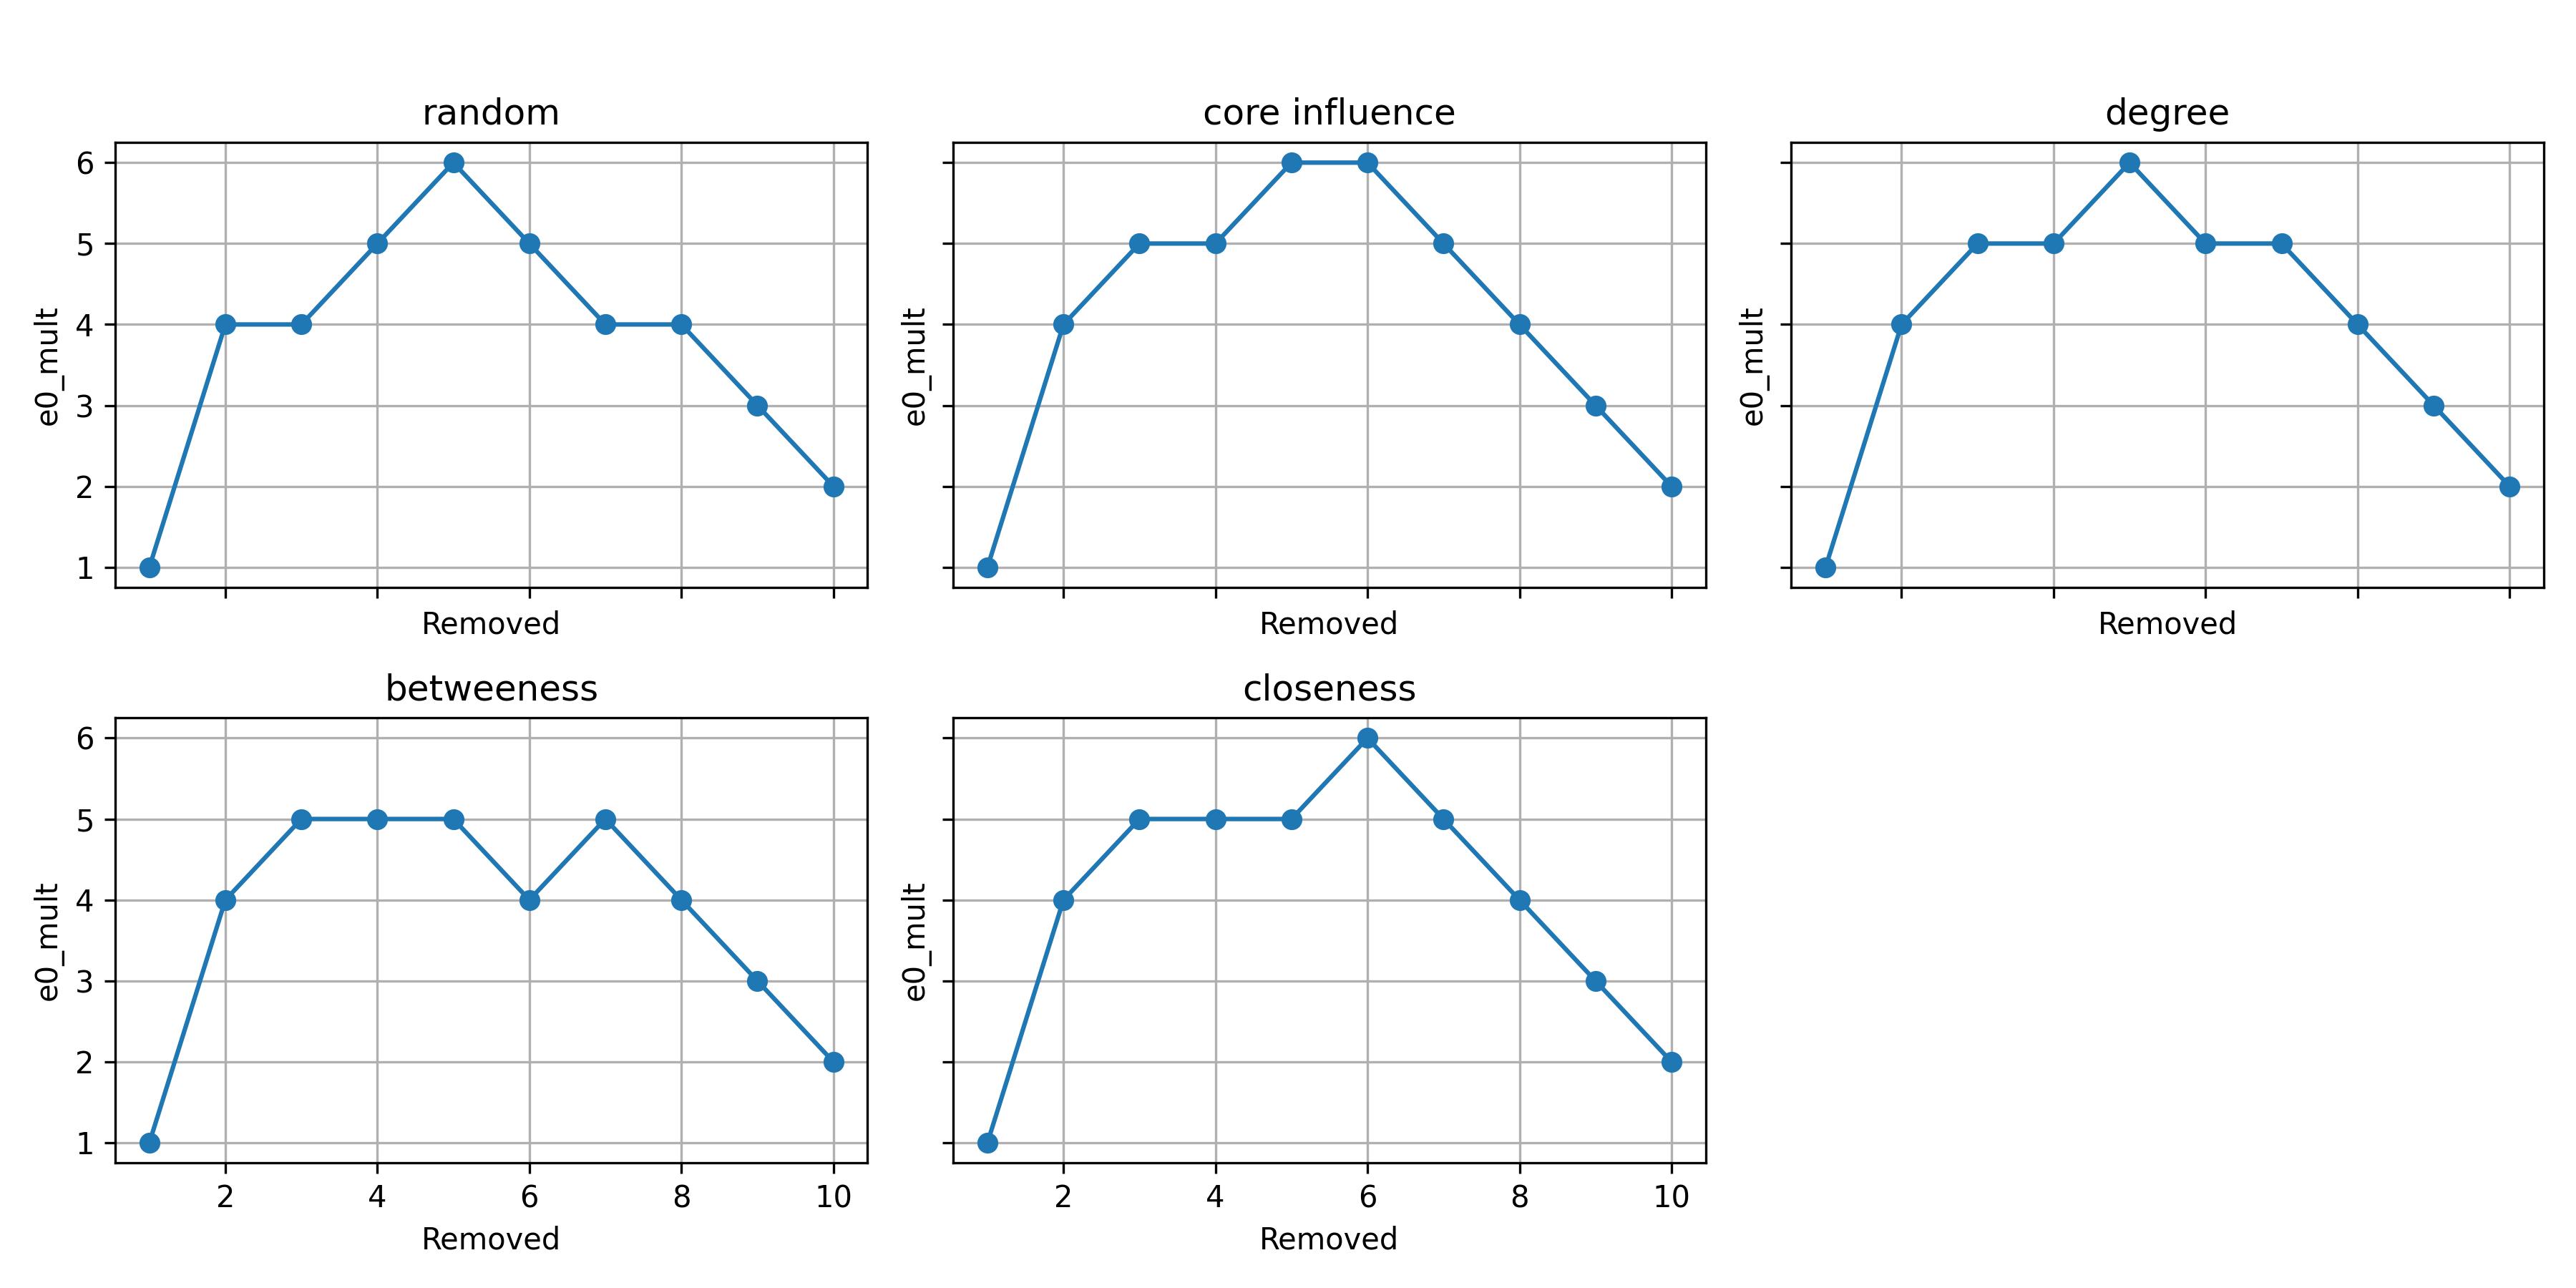 random
core influence
degree
6
5
4
3
2
1
e0_mult
e0_mult
e0_mult
Removed
Removed
Removed
betweeness
closeness
6
5
4
3
2
1
e0_mult
e0_mult
2 4 6 8 10
2 4 6 8 10
Removed
Removed